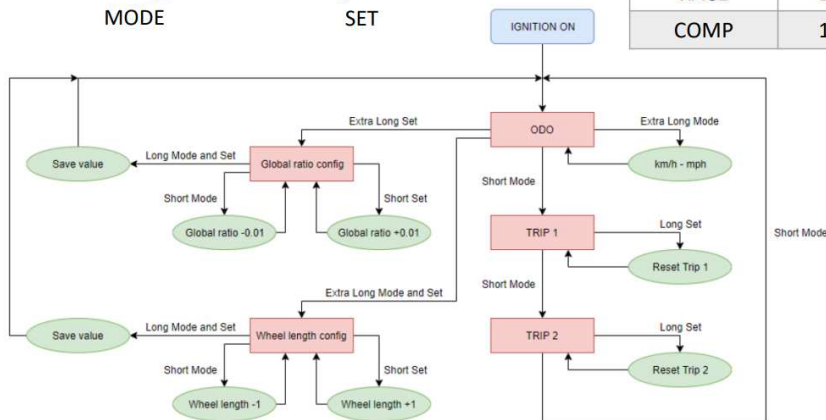 MODE
SET
IGNITION ON
COMP
1
Extra Long Set
ODO
Extra Long Mode
Save value
Long Mode and Set
Global ratio config
km/h - mph
Short Mode
Short Set
Short Mode
Global ratio -0.01
Global ratio +0.01
TRIP 1
Long Set
Short Mode
Reset Trip 1
Short Mode
Extra Long Mode and Set
Save value
Long Mode and Set
Wheel length config
TRIP 2
Long Set
Short Mode
Short Set
Reset Trip 2
Wheel length -1
Wheel length +1